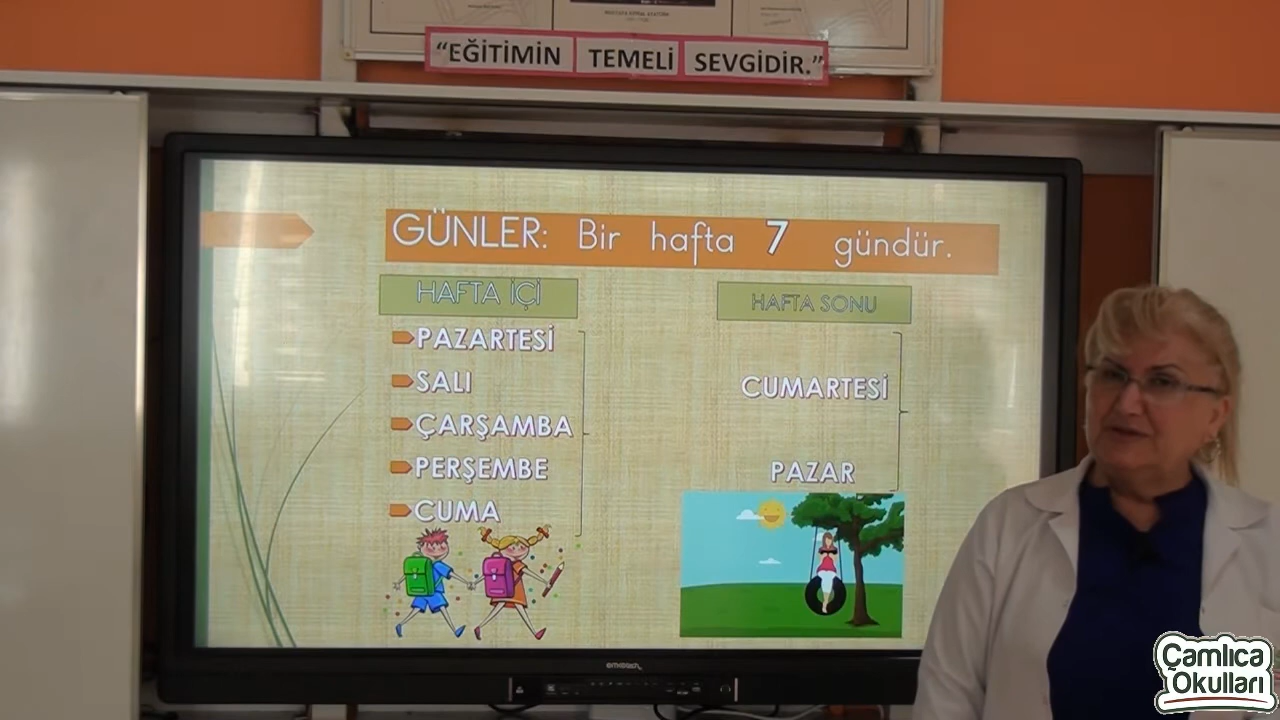 "EĞİTİMİN TEMELİ SEVGİDİR."
GÜNLER: Bir hafta 7 gündür.
HAFTA İÇİ
PAZARTESİ
SALI
ÇARŞAMBA
PERŞEMBE
CUMA
HAFTA SONU
CUMARTESİ
PAZAR
Çamlıca
Okulları